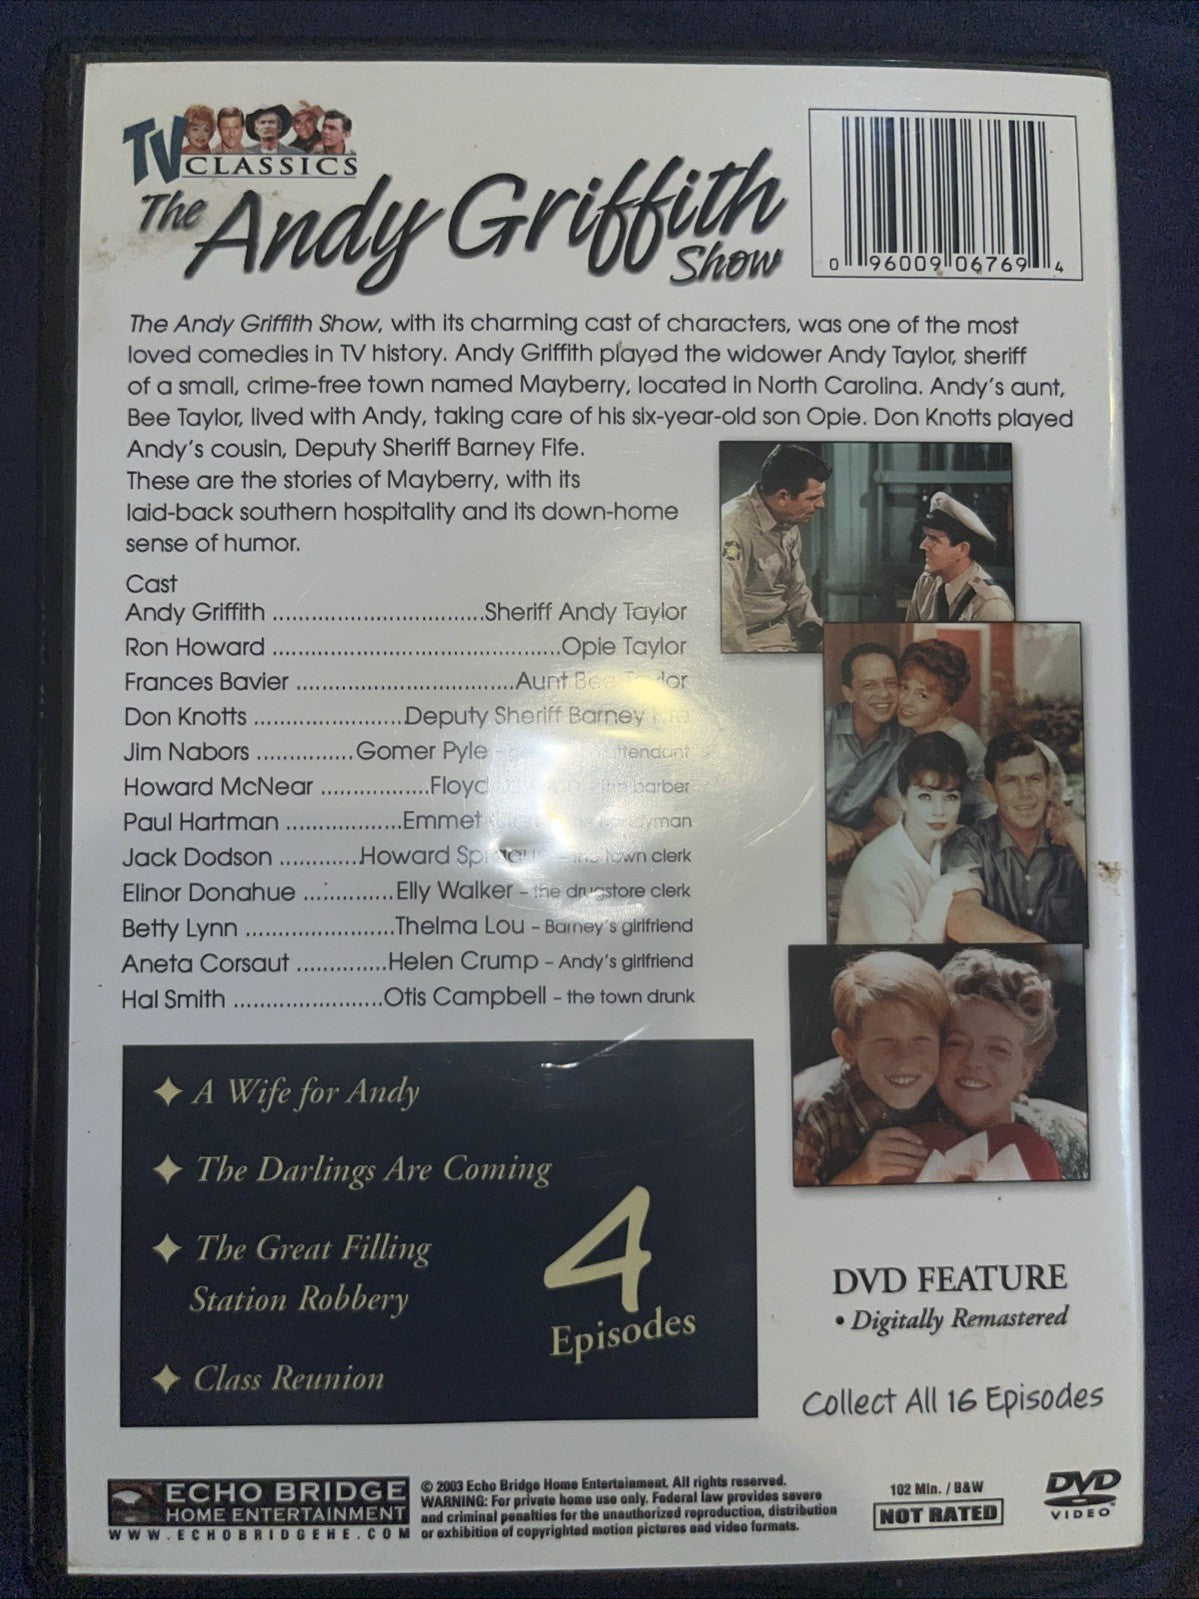 TV CLASSICS
The Andy Griffith Show
0 96009 06769 4
The Andy Griffith Show, with its charming cast of characters, was one of the most
loved comedies in TV history. Andy Griffith played the widower Andy Taylor, sheriff
of a small, crime-free town named Mayberry, located in North Carolina. Andy's aunt,
Bee Taylor, lived with Andy, taking care of his six-year-old son Opie. Don Knotts played
Andy's cousin, Deputy Sheriff Barney Fife.
These are the stories of Mayberry, with its
laid-back southern hospitality and its down-home
sense of humor.
Cast
Andy Griffith ................................Sheriff Andy Taylor
Ron Howard ............................................Opie Taylor
Frances Bavier .................................Aunt Bee Taylor
Don Knotts .......................Deputy Sheriff Barney Fife
Jim Nabors ...............Gomer Pyle – attendant
Howard McNear .................Floyd the barber
Paul Hartman ..................Emmet handyman
Jack Dodson ............Howard Sprague – the town clerk
Elinor Donahue ..............Elly Walker – the drugstore clerk
Betty Lynn .......................Thelma Lou – Barney's girlfriend
Aneta Corsaut ..............Helen Crump – Andy's girlfriend
Hal Smith .......................Otis Campbell – the town drunk
✦ A Wife for Andy
✦ The Darlings Are Coming
✦ The Great Filling
Station Robbery
✦ Class Reunion
4
Episodes
DVD FEATURE
• Digitally Remastered
Collect All 16 Episodes
ECHO BRIDGE
HOME ENTERTAINMENT
WWW.ECHOBRIDGEHE.COM
© 2003 Echo Bridge Home Entertainment. All rights reserved.
WARNING: For private home use only. Federal law provides severe
and criminal penalties for the unauthorized reproduction, distribution
or exhibition of copyrighted motion pictures and video formats.
102 Min. / B&W
NOT RATED
DVD
VIDEO